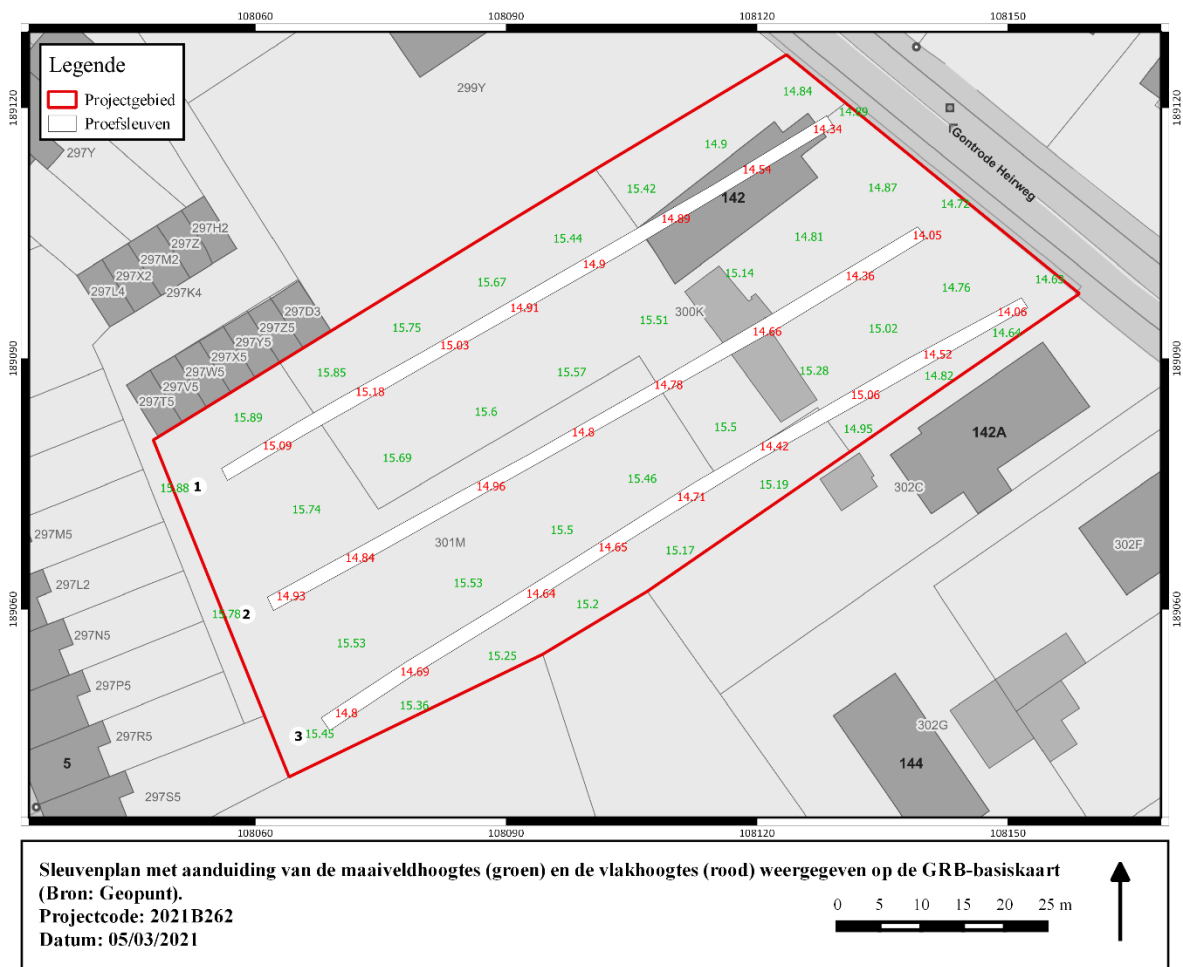 108060
108090
108120
108150
189120
189120
Legende
Projectgebied
Proefsleuven
299Y
14.84
14.89
14.34
14.9
14.54
Gontrode Heirweg
297Y
15.42
142
14.87
14.72
14.89
297H2
297Z
297M2
297X2
297L4
297K4
15.44
14.81
14.05
14.9
15.14
14.36
15.67
14.76
14.63
300K
14.91
15.51
14.06
297D3
297Z5
297Y5
297X5
297W5
297V5
297T5
15.75
15.02
14.66
14.64
15.03
14.52
189090
189090
15.85
15.57
15.28
14.82
15.18
14.78
15.06
15.89
15.6
15.5
14.95
142A
15.09
14.8
14.42
15.69
15.46
15.19
302C
15.88
1
14.96
14.71
15.74
297M5
15.5
301M
14.65
15.17
302F
14.84
297L2
15.53
14.64
14.93
189060
189060
15.78
2
15.2
297N5
15.53
15.25
14.69
297P5
15.36
14.8
302G
297R5
3
15.45
5
144
297S5
108060
108090
108120
108150
Sleuvenplan met aanduiding van de maaiveldhoogtes (groen) en de vlakhoogtes (rood) weergegeven op de GRB-basiskaart
(Bron: Geopunt).
Projectcode: 2021B262
Datum: 05/03/2021
0 5 10 15 20 25 m